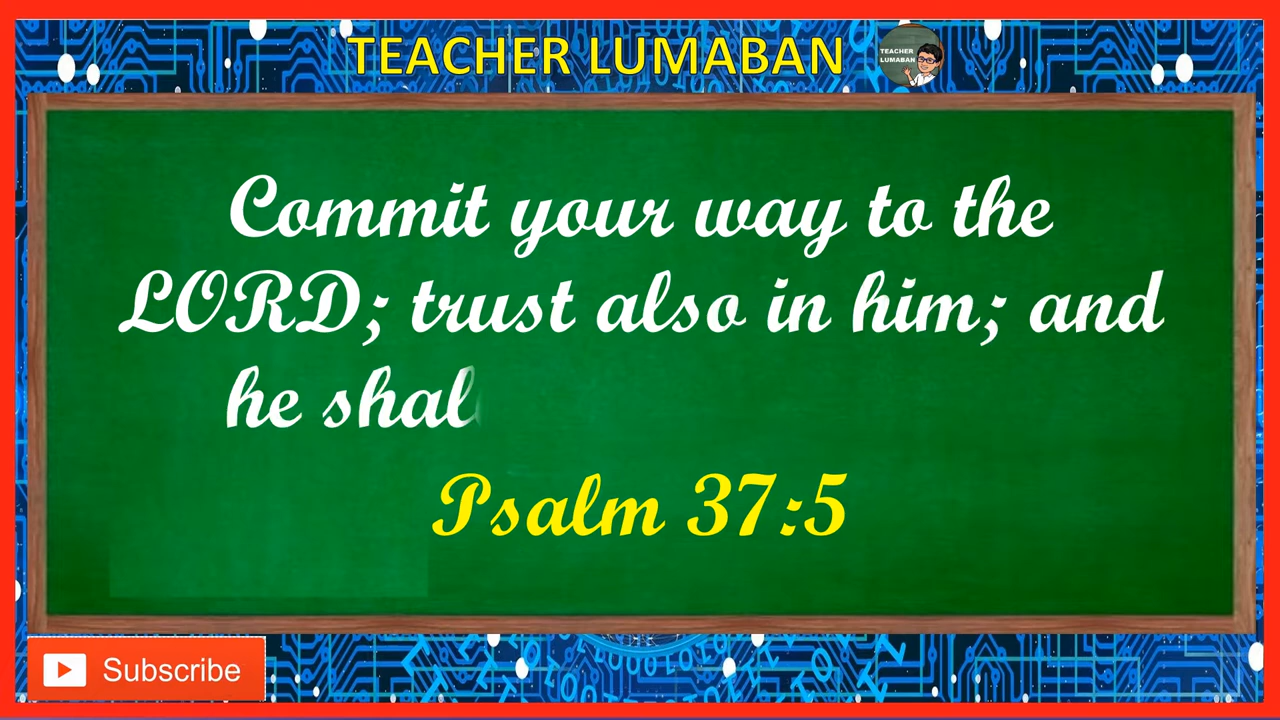 TEACHER LUMABAN
TEACHER
LUMABAN
Commit your way to the
LORD; trust also in him; and
he shal
Psalm 37:5
Subscribe